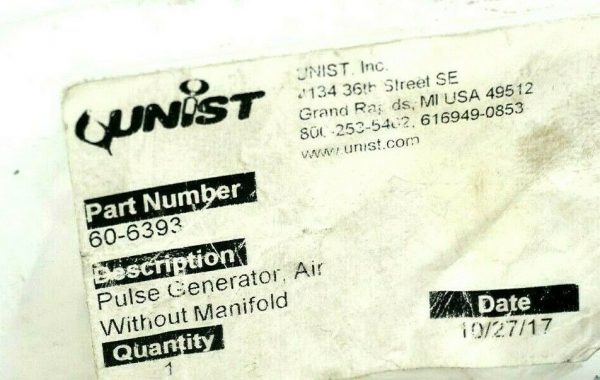 UNIST
UNIST, Inc.
4134 36th Street SE
Grand Rapids, MI USA 49512
800-253-5462, 616949-0853
www.unist.com
Part Number
60-6393
Description
Pulse Generator, Air
Without Manifold
Quantity
1
Date
10/27/17